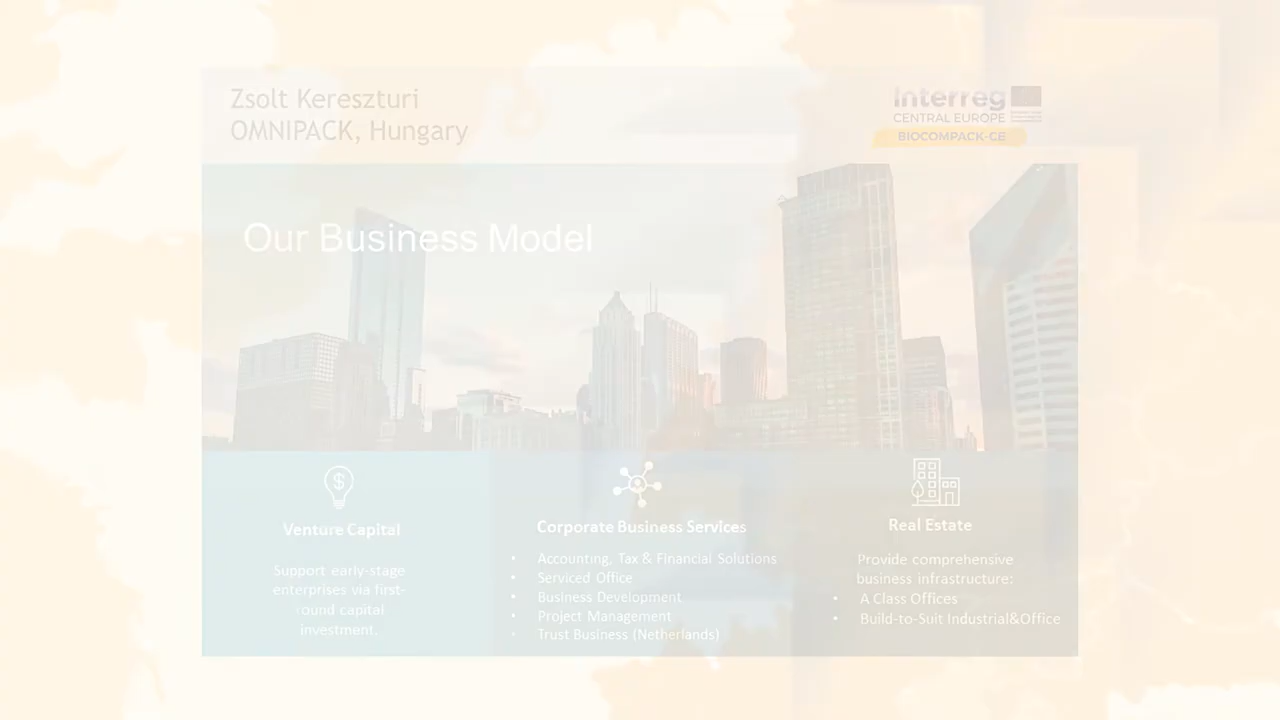 Zsolt Kereszturi
OMNIPACK, Hungary
Interreg
CENTRAL EUROPE
BIOCOMPACK-CE
Our Business Model
Venture Capital
Support early-stage
enterprises via first-
round capital
investment.
Corporate Business Services
• Accounting, Tax & Financial Solutions
• Serviced Office
• Business Development
• Project Management
• Trust Business (Netherlands)
Real Estate
Provide comprehensive
business infrastructure:
• A Class Offices
• Build-to-Suit Industrial&Office